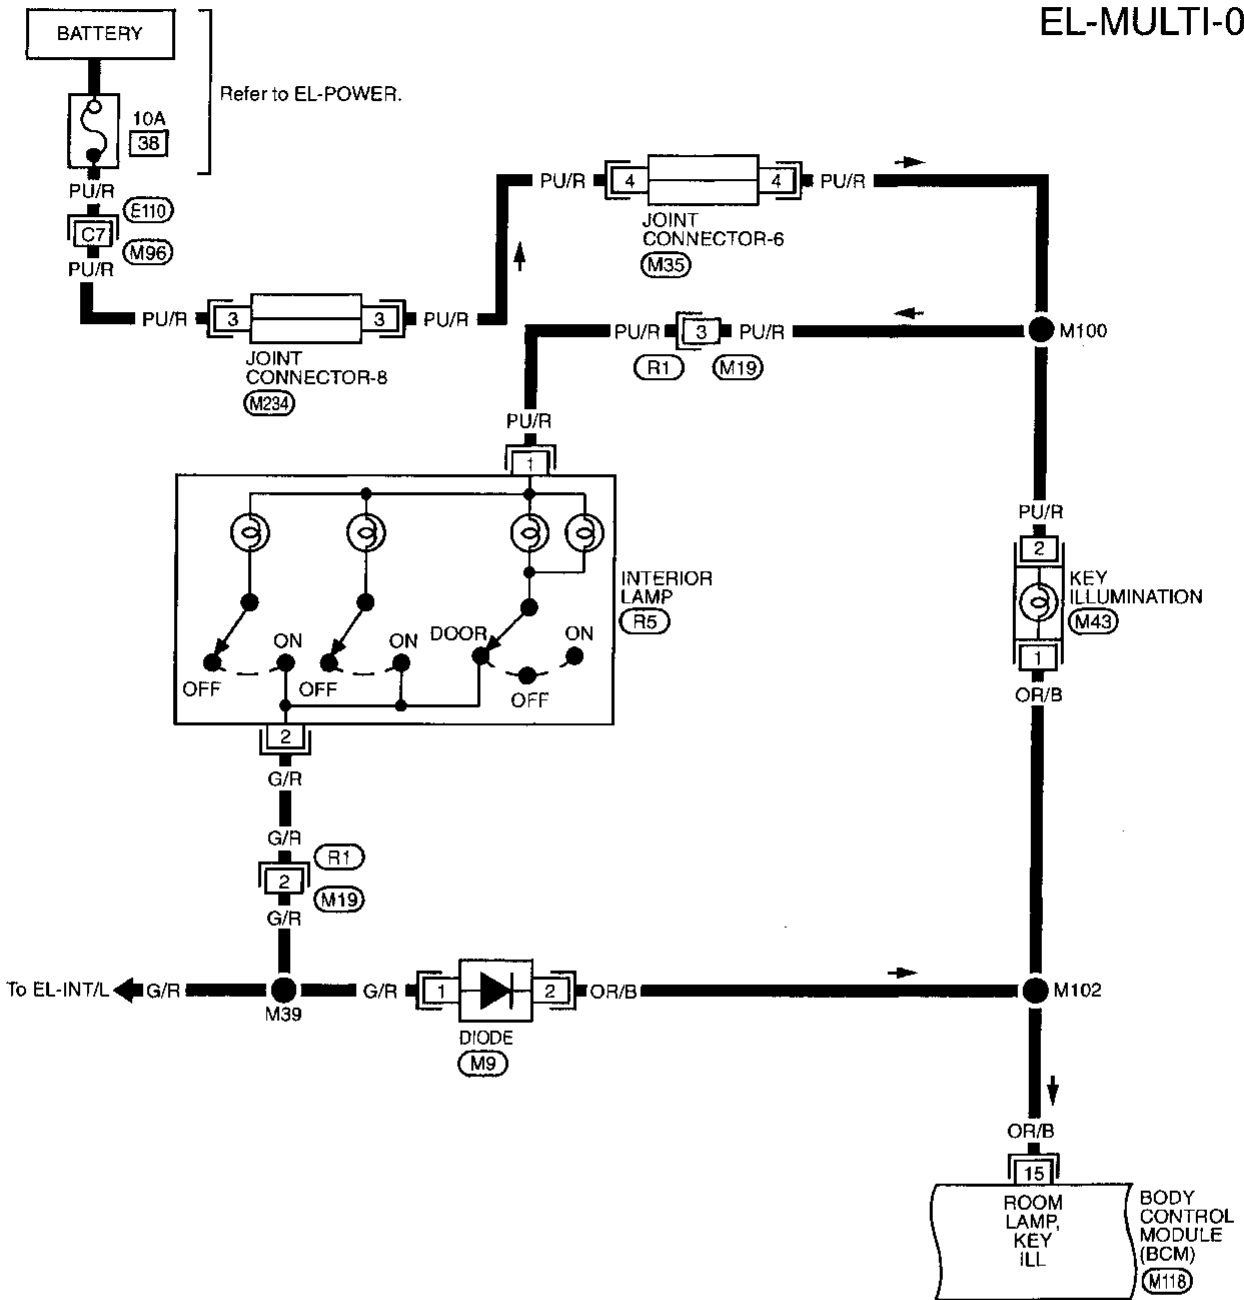 EL-MULTI-0
BATTERY
Refer to EL-POWER.
10A
38
PU/R
E110
C7
M96
PU/R
PU/R 3 3 PU/R
JOINT
CONNECTOR-8
M234
PU/R 4 4 PU/R
JOINT
CONNECTOR-6
M35
PU/R 3 PU/R
R1 M19
M100
PU/R
1
INTERIOR
LAMP
R5
DOOR
ON
ON
ON
OFF
OFF
OFF
2
G/R
G/R
R1
2
M19
G/R
PU/R
2
KEY
ILLUMINATION
M43
1
OR/B
To EL-INT/L G/R
M39
G/R 1 2 OR/B
DIODE
M9
M102
OR/B
15
ROOM
LAMP,
KEY
ILL
BODY
CONTROL
MODULE
(BCM)
M118